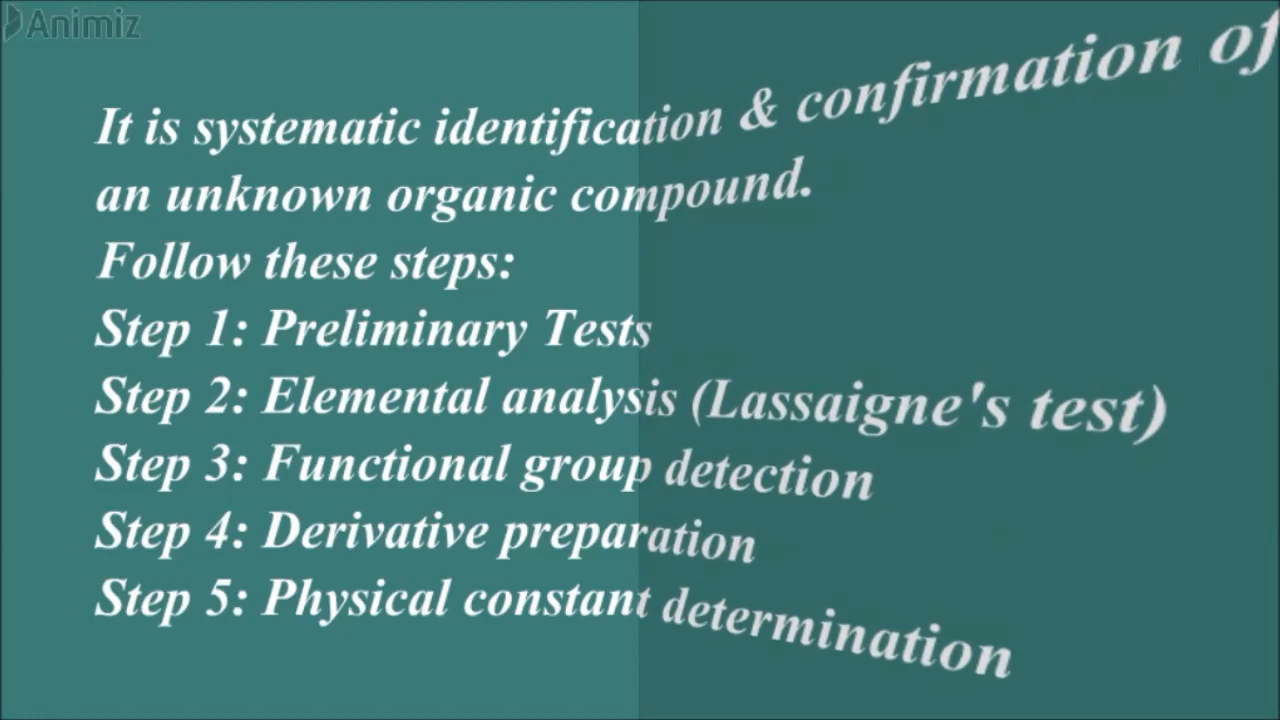 Animiz
It is systematic identification & confirmation of
an unknown organic compound.
Follow these steps:
Step 1: Preliminary Tests
Step 2: Elemental analysis (Lassaigne's test)
Step 3: Functional group detection
Step 4: Derivative preparation
Step 5: Physical constant determination